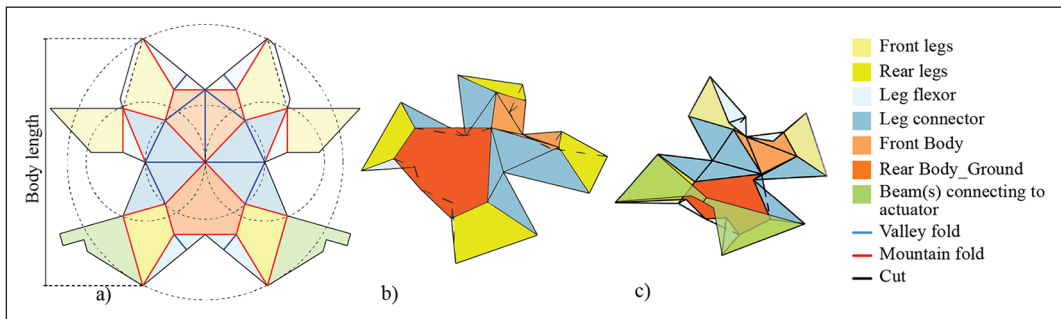 Body length
a)
b)
c)
Front legs
Rear legs
Leg flexor
Leg connector
Front Body
Rear Body_Ground
Beam(s) connecting to
actuator
Valley fold
Mountain fold
Cut